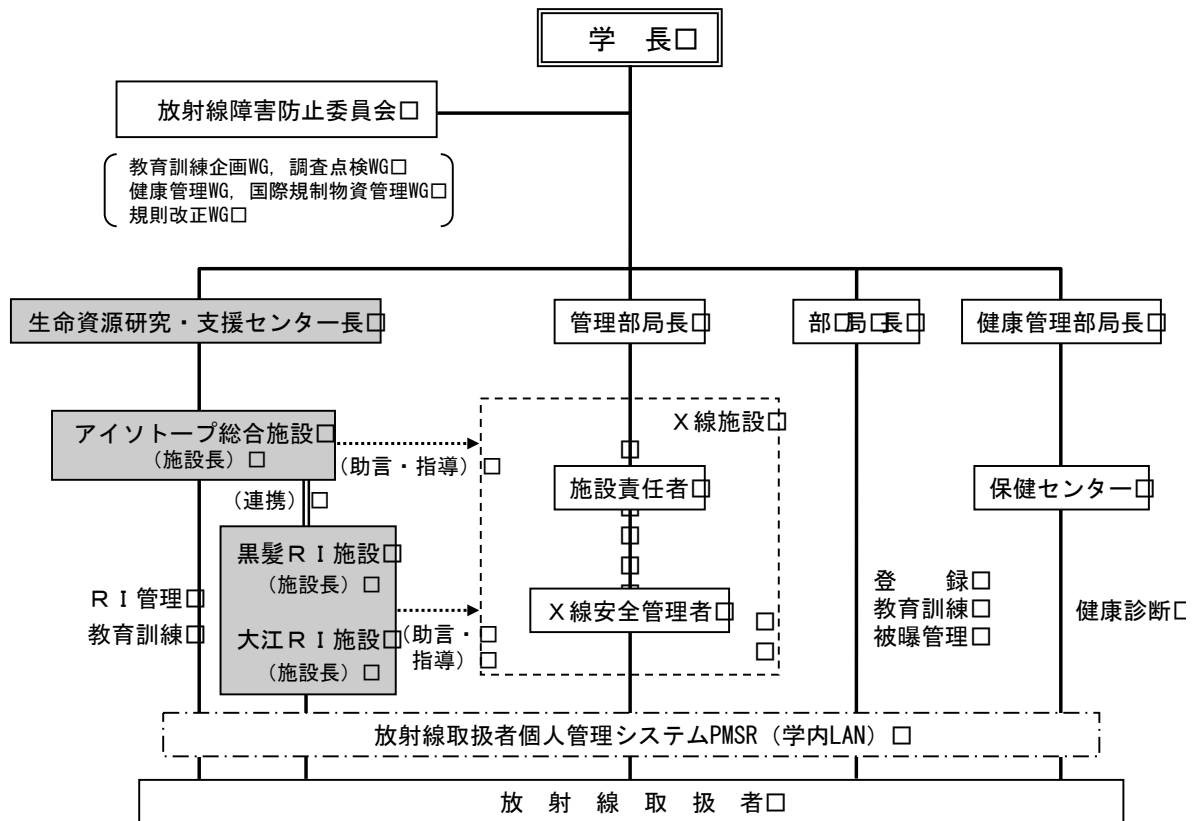 学　長
放射線障害防止委員会
教育訓練企画WG, 調査点検WG
健康管理WG, 国際規制物資管理WG
規則改正WG
生命資源研究・支援センター長
管理部局長
部局長
健康管理部局長
アイソトープ総合施設
（施設長）
（助言・指導）
（連携）
X線施設
施設責任者
保健センター
黒髪ＲＩ施設
（施設長）
大江ＲＩ施設
（施設長）
ＲＩ管理
教育訓練
（助言・
指導）
X線安全管理者
登　　録
教育訓練
被曝管理
健康診断
放射線取扱者個人管理システムPMSR（学内LAN）
放　射　線　取　扱　者